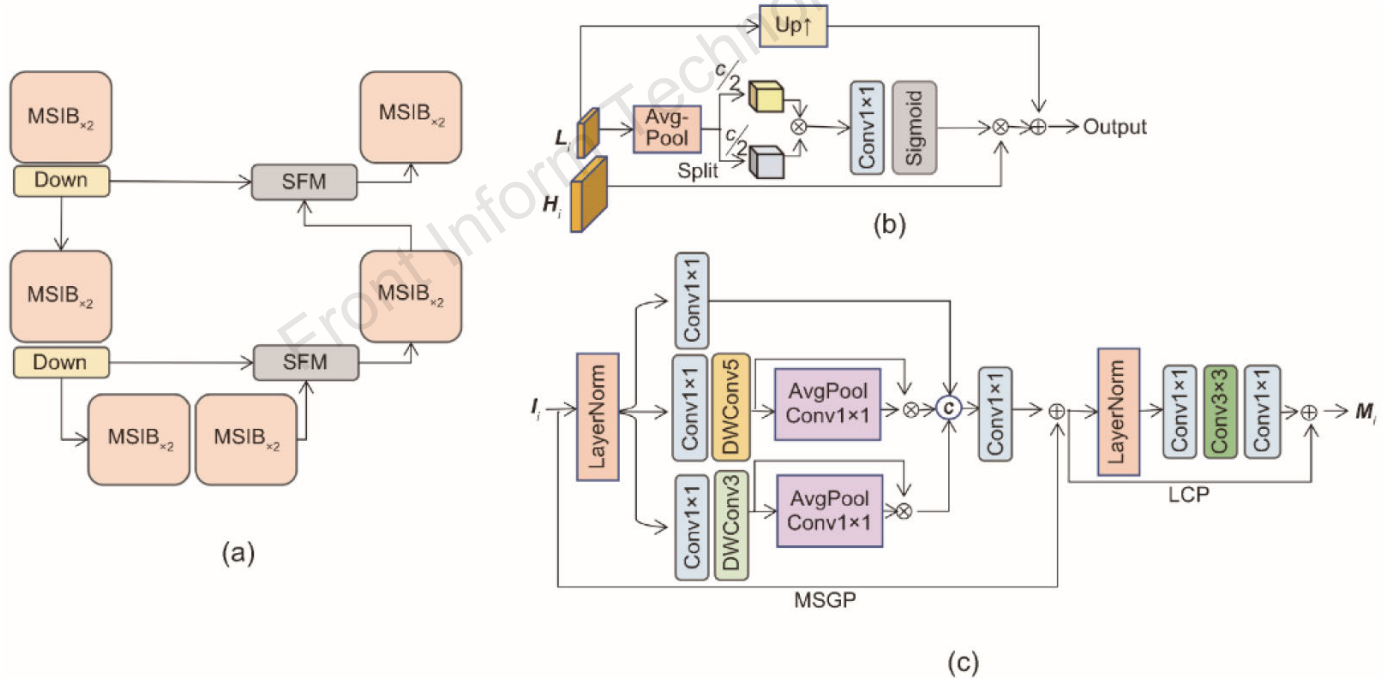 MSIB×2
Down
MSIB×2
Down
MSIB×2
MSIB×2
SFM
MSIB×2
SFM
MSIB×2
(a)
Up↑
Li
Hi
Avg-
Pool
c/2
c/2
Split
⊗
Conv1×1
Sigmoid
⊗
⊕
Output
(b)
Ii
LayerNorm
Conv1×1
Conv1×1
DWConv5
AvgPool
Conv1×1
⊗
Conv1×1
DWConv3
AvgPool
Conv1×1
⊗
C
Conv1×1
⊕
MSGP
LayerNorm
Conv1×1
Conv3×3
Conv1×1
⊕
Mi
LCP
(c)
Front Inform Techno